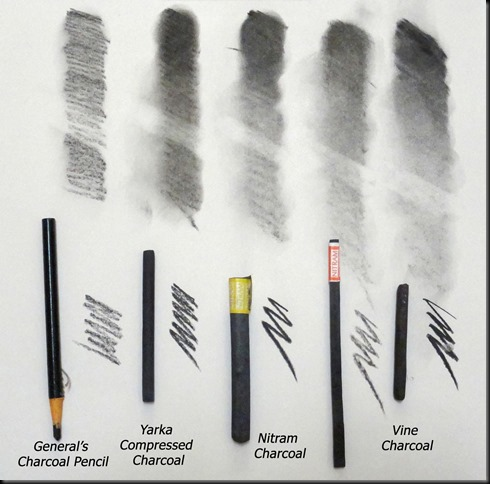 NITRAM
General's
Charcoal Pencil
Yarka
Compressed
Charcoal
Nitram
Charcoal
Vine
Charcoal